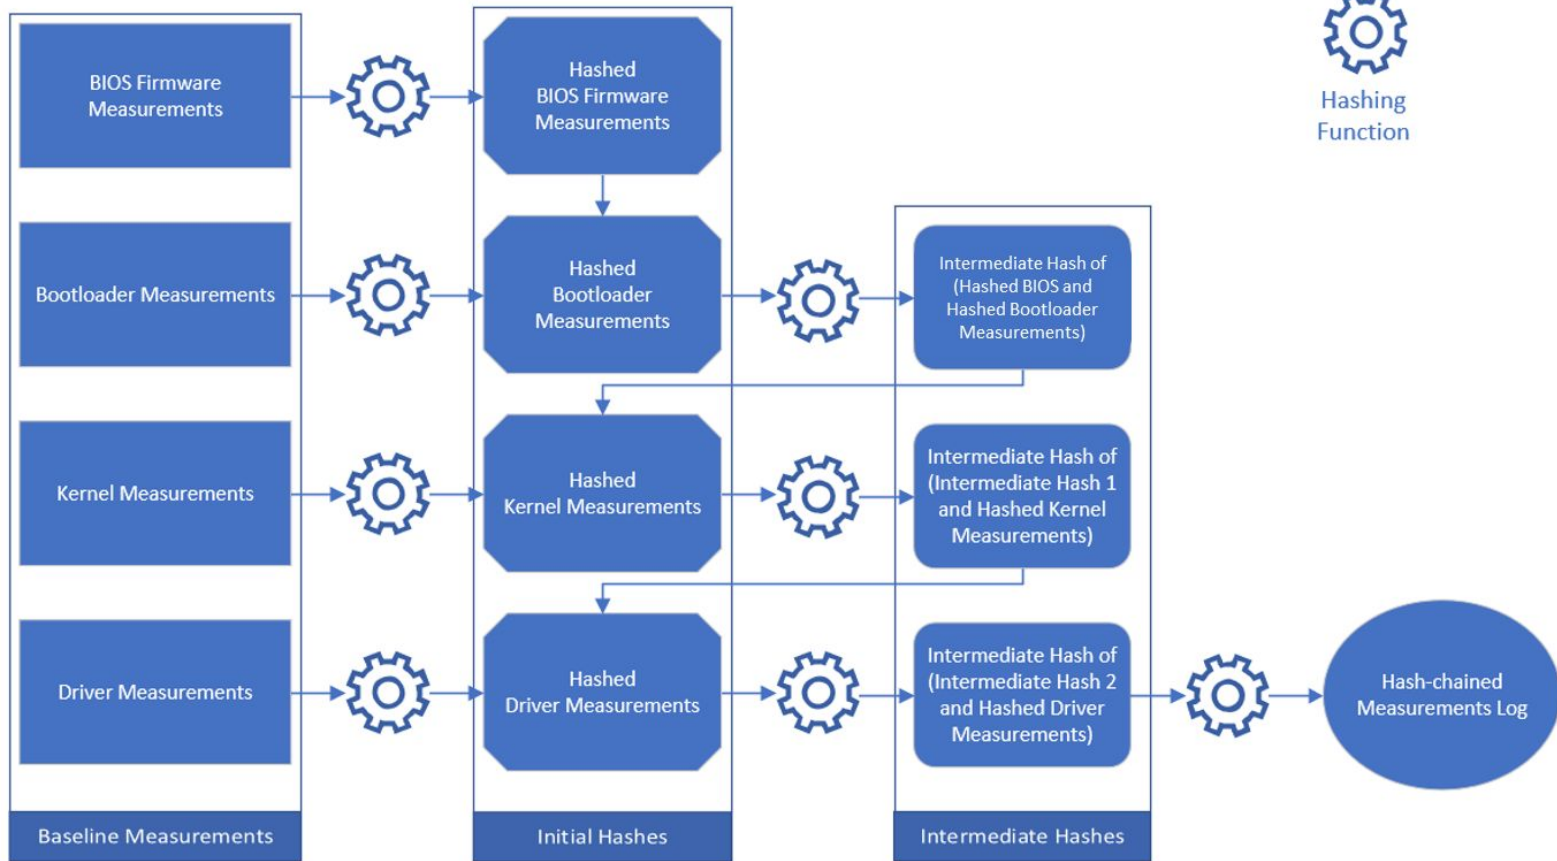 BIOS Firmware
Measurements
Hashed
BIOS Firmware
Measurements
Hashing
Function
Bootloader Measurements
Hashed
Bootloader
Measurements
Intermediate Hash of
(Hashed BIOS and
Hashed Bootloader
Measurements)
Kernel Measurements
Hashed
Kernel Measurements
Intermediate Hash of
(Intermediate Hash 1
and Hashed Kernel
Measurements)
Driver Measurements
Hashed
Driver Measurements
Intermediate Hash of
(Intermediate Hash 2
and Hashed Driver
Measurements)
Hash-chained
Measurements Log
Baseline Measurements
Initial Hashes
Intermediate Hashes